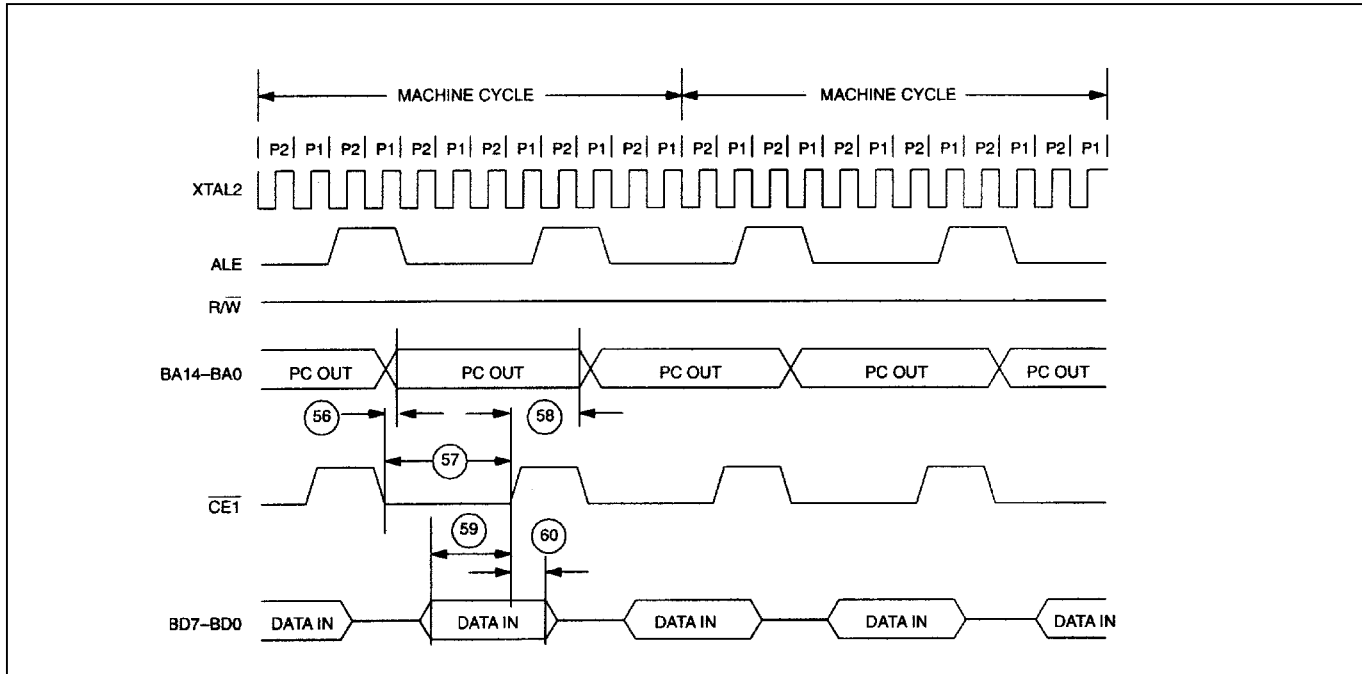 MACHINE CYCLE MACHINE CYCLE
P2 P1 P2 P1 P2 P1 P2 P1 P2 P1 P2 P1 P2 P1 P2 P1 P2 P1 P2 P1 P2 P1 P2 P1
XTAL2
ALE
R/W̅
BA14–BA0 PC OUT PC OUT PC OUT PC OUT PC OUT
56 58
57
C̅E̅1̅
59 60
BD7–BD0 DATA IN DATA IN DATA IN DATA IN DATA IN